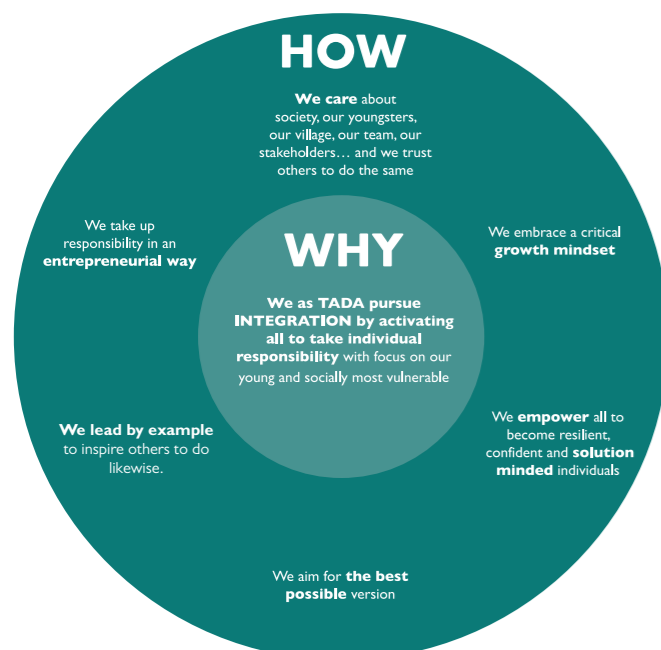 HOW
We care about
society, our youngsters,
our village, our team, our
stakeholders... and we trust
others to do the same
We take up
responsibility in an
entrepreneurial way
We embrace a critical
growth mindset
WHY
We as TADA pursue
INTEGRATION by activating
all to take individual
responsibility with focus on our
young and socially most vulnerable
We lead by example
to inspire others to do
likewise.
We empower all to
become resilient,
confident and solution
minded individuals
We aim for the best
possible version